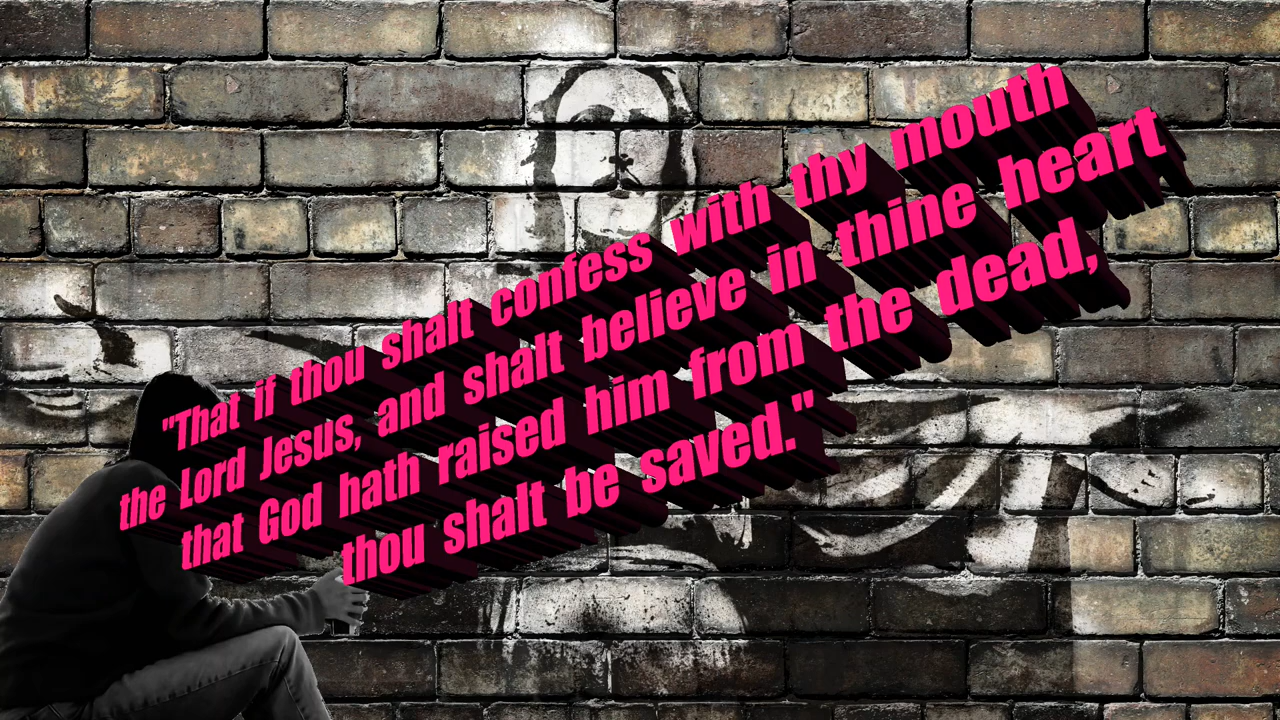 "That if thou shalt confess with thy mouth
the Lord Jesus, and shalt believe in thine heart
that God hath raised him from the dead,
thou shalt be saved."